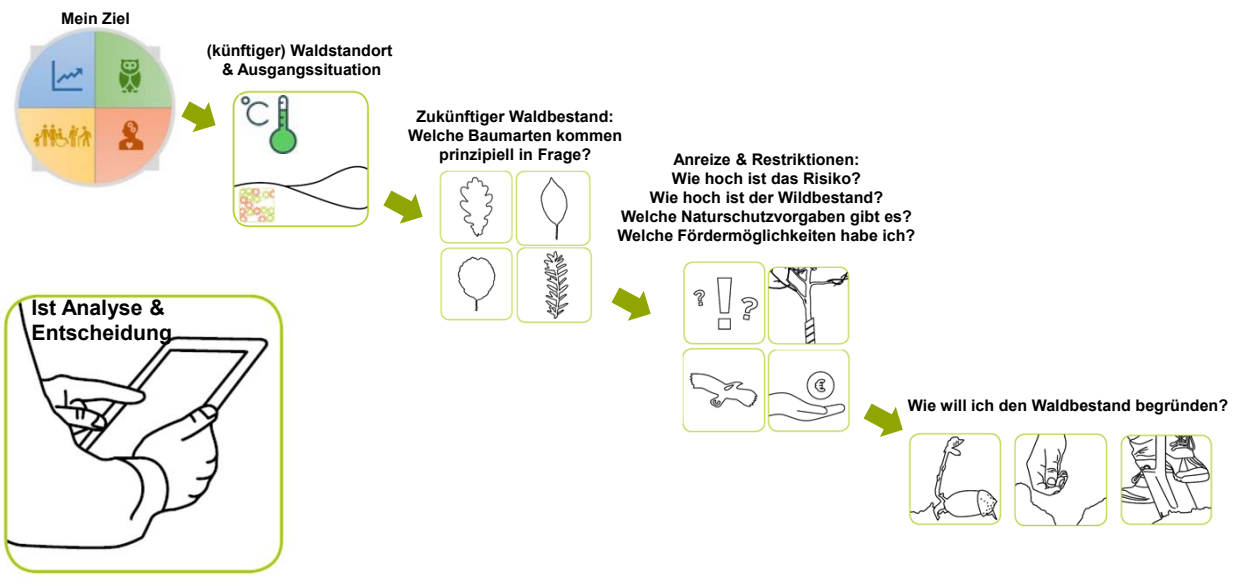 Mein Ziel
(künftiger) Waldstandort
& Ausgangssituation
°C
Zukünftiger Waldbestand:
Welche Baumarten kommen
prinzipiell in Frage?
Anreize & Restriktionen:
Wie hoch ist das Risiko?
Wie hoch ist der Wildbestand?
Welche Naturschutzvorgaben gibt es?
Welche Fördermöglichkeiten habe ich?
? ! ?
€
Wie will ich den Waldbestand begründen?
Ist Analyse &
Entscheidung